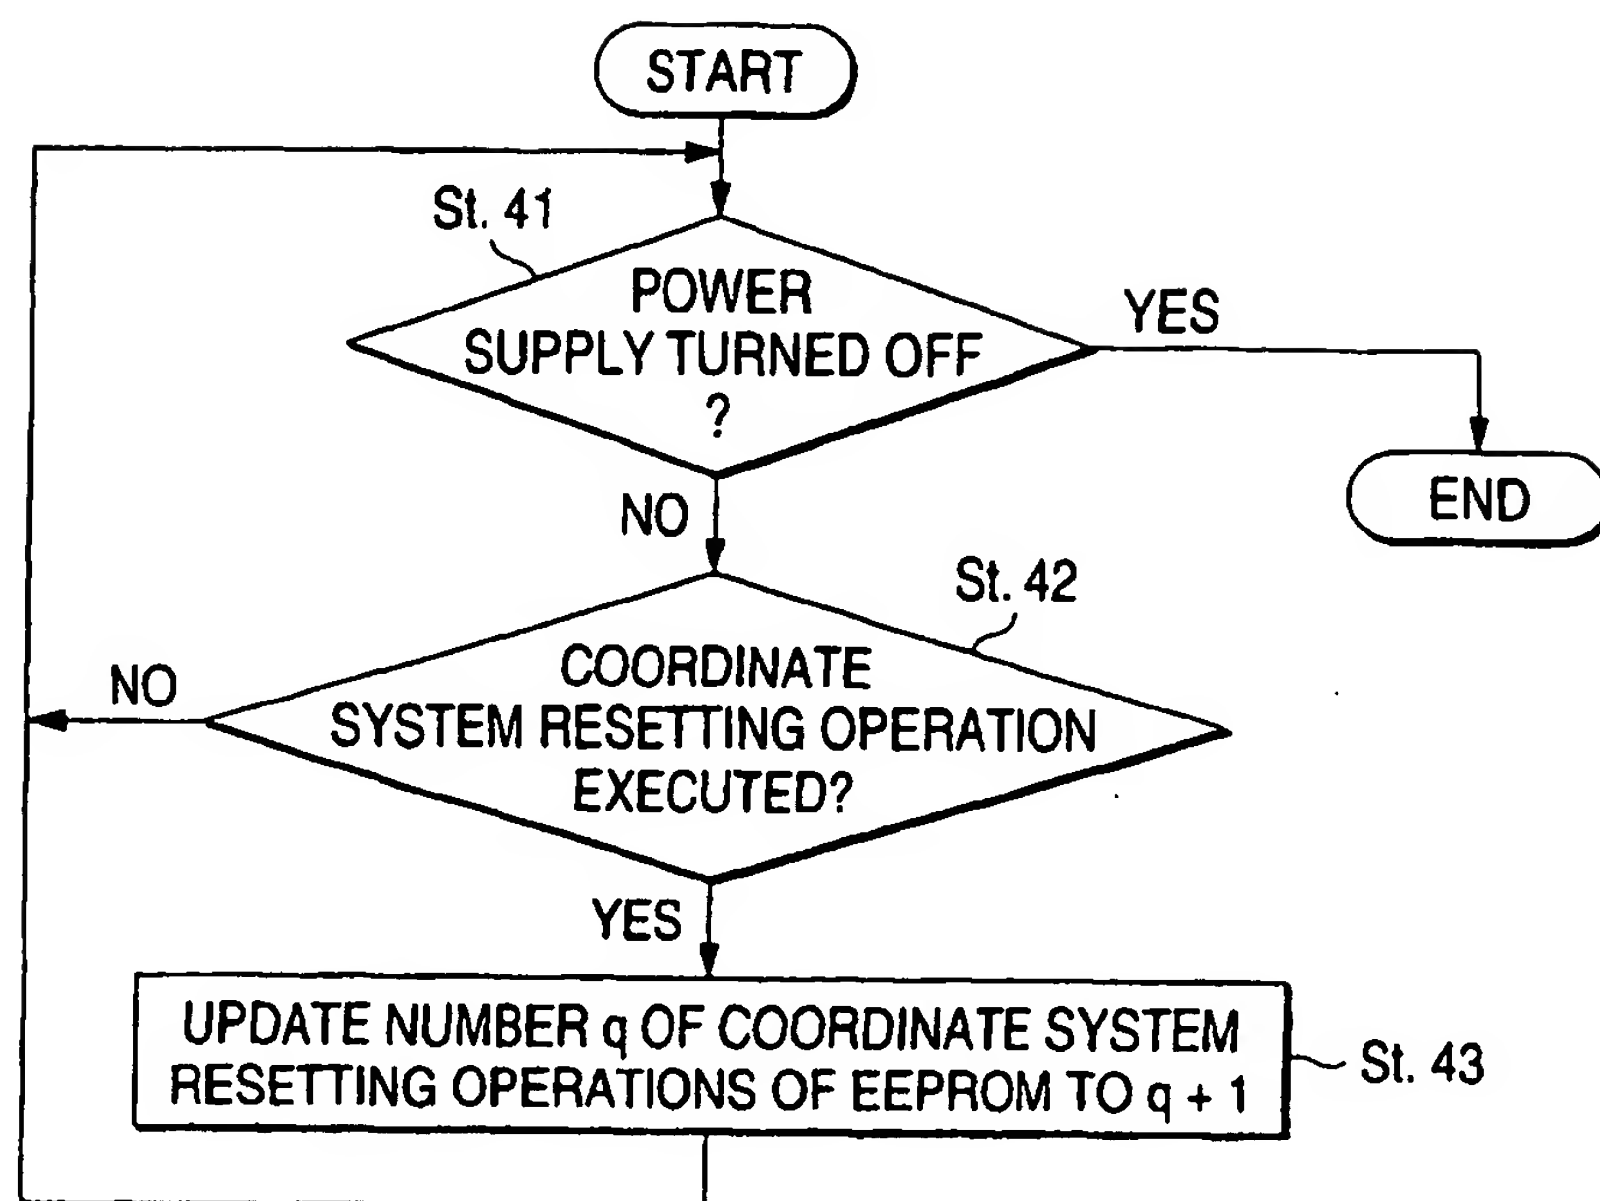 START
St. 41
POWER
SUPPLY TURNED OFF
?
YES
NO
END
St. 42
COORDINATE
SYSTEM RESETTING OPERATION
EXECUTED?
NO
YES
UPDATE NUMBER q OF COORDINATE SYSTEM
RESETTING OPERATIONS OF EEPROM TO q + 1
St. 43